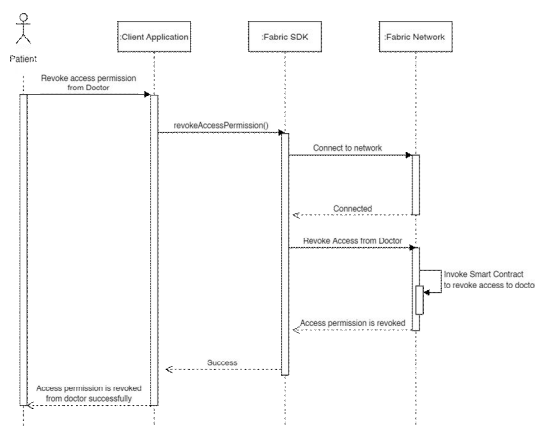 :Client Application
:Fabric SDK
:Fabric Network
Patient
Revoke access permission
from Doctor
revokeAccessPermission()
Connect to network
Connected
Revoke Access from Doctor
Invoke Smart Contract
to revoke access to docto
Access permission is revoked
Success
Access permission is revoked
from doctor successfully